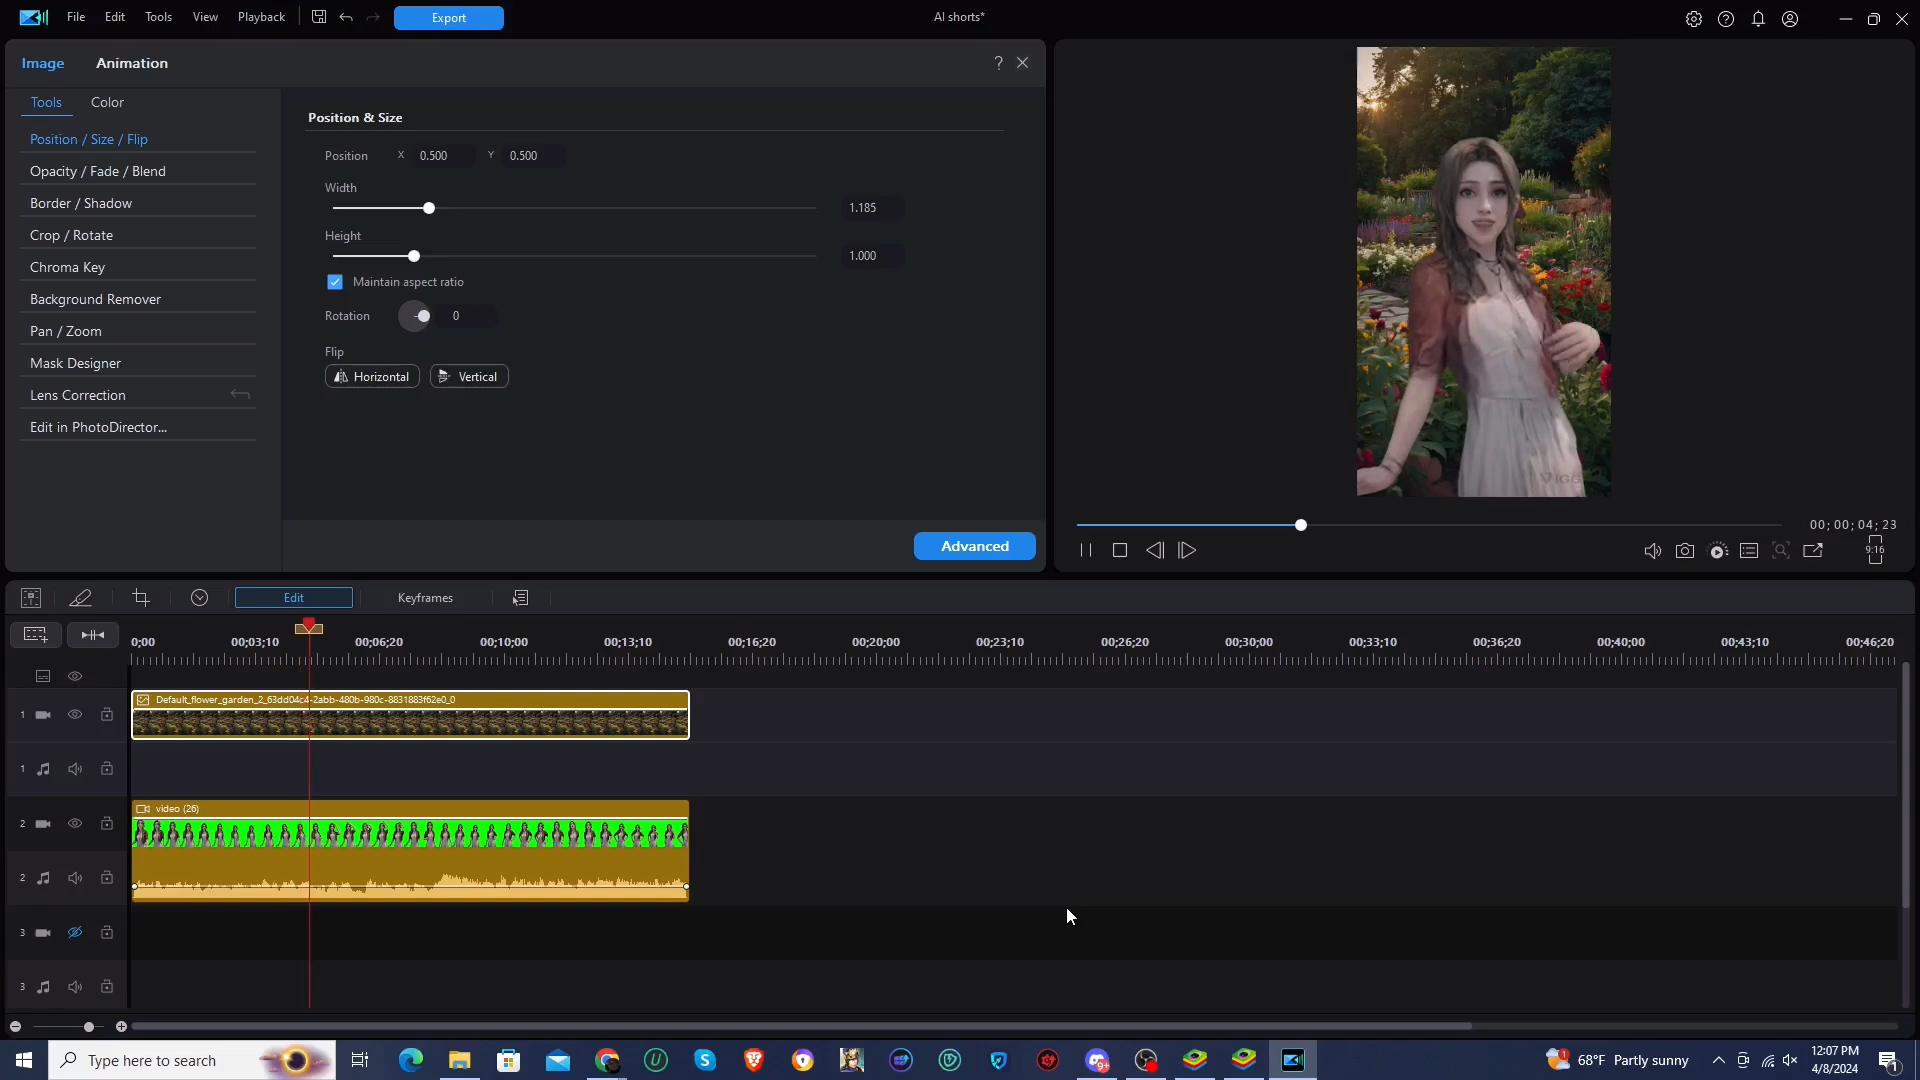 File Edit Tools View Playback Export AI shorts*
Image Animation ?
Tools Color
Position / Size / Flip
Opacity / Fade / Blend
Border / Shadow
Crop / Rotate
Chroma Key
Background Remover
Pan / Zoom
Mask Designer
Lens Correction
Edit in PhotoDirector...
Position & Size
Position X 0.500 Y 0.500
Width
1.185
Height
1.000
Maintain aspect ratio
Rotation 0
Flip
Horizontal Vertical
Advanced
VIGG
00; 00; 04; 23
9:16
Edit Keyframes
0;00 00;03;10 00;06;20 00;10;00 00;13;10 00;16;20 00;20;00 00;23;10 00;26;20 00;30;00 00;33;10 00;36;20 00;40;00 00;43;10 00;46;20
Default_flower_garden_2_63dd04c4-2abb-480b-980c-8831883f62e0_0
1
1
video (26)
2
2
3
3
Type here to search
9+
1 68°F Partly sunny
12:07 PM
4/8/2024
1